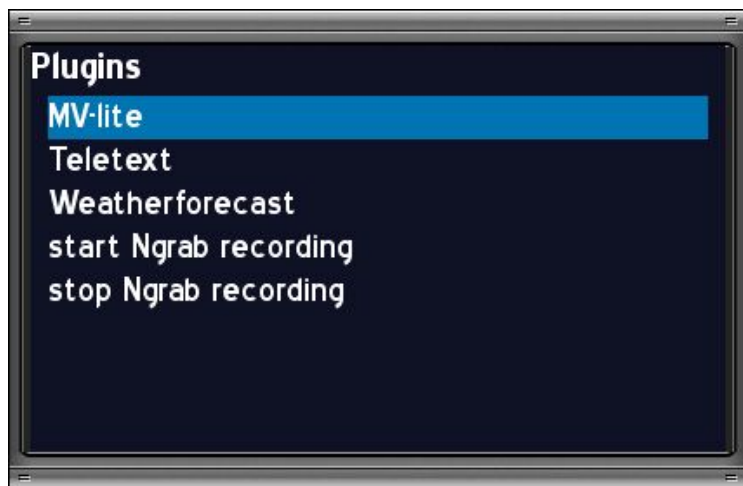 Plugins
MV-lite
Teletext
Weatherforecast
start Ngrab recording
stop Ngrab recording